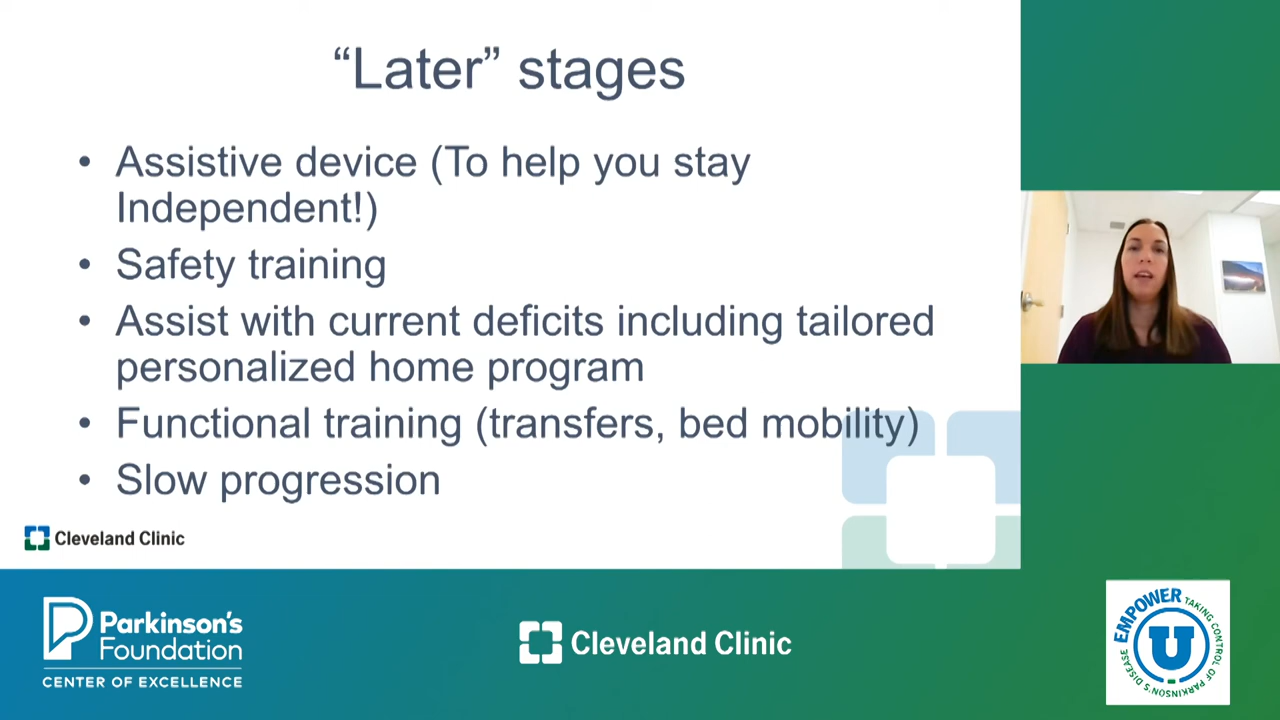 “Later” stages
• Assistive device (To help you stay
Independent!)
• Safety training
• Assist with current deficits including tailored
personalized home program
• Functional training (transfers, bed mobility)
• Slow progression
Cleveland Clinic
Parkinson's
Foundation
CENTER OF EXCELLENCE
Cleveland Clinic
EMPOWER
U
TAKING CONTROL OF PARKINSON'S DISEASE